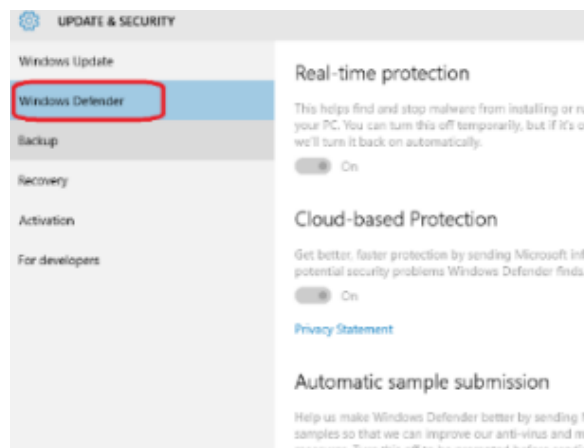 UPDATE & SECURITY
Windows Update
Windows Defender
Backup
Recovery
Activation
For developers
Real-time protection
This helps find and stop malware from installing or
your PC. You can turn this off temporarily, but if it's
we'll turn it back on automatically.
On
Cloud-based Protection
Get better, faster protection by sending Microsoft
potential security problems Windows Defender finds
On
Privacy Statement
Automatic sample submission
Help us make Windows Defender better by sending
samples so that we can improve our anti-virus and